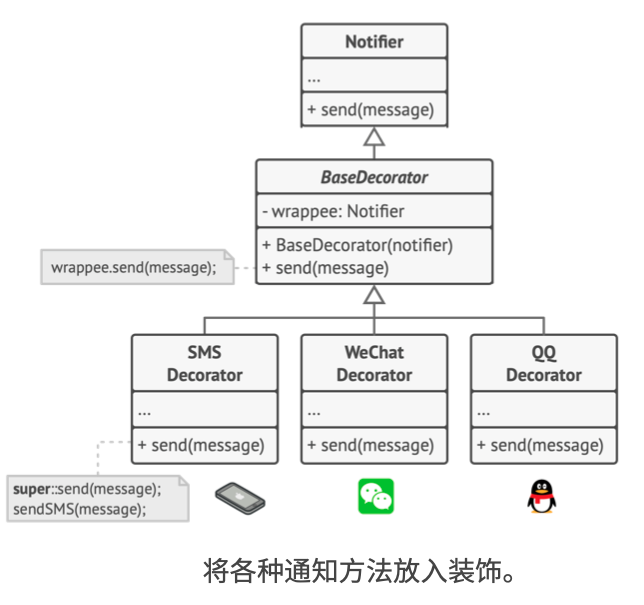 Notifier
...
+ send(message)
BaseDecorator
- wrappee: Notifier
+ BaseDecorator(notifier)
+ send(message)
wrappee.send(message);
SMS
Decorator
...
+ send(message)
WeChat
Decorator
...
+ send(message)
QQ
Decorator
...
+ send(message)
super::send(message);
sendSMS(message);
将各种通知方法放入装饰。